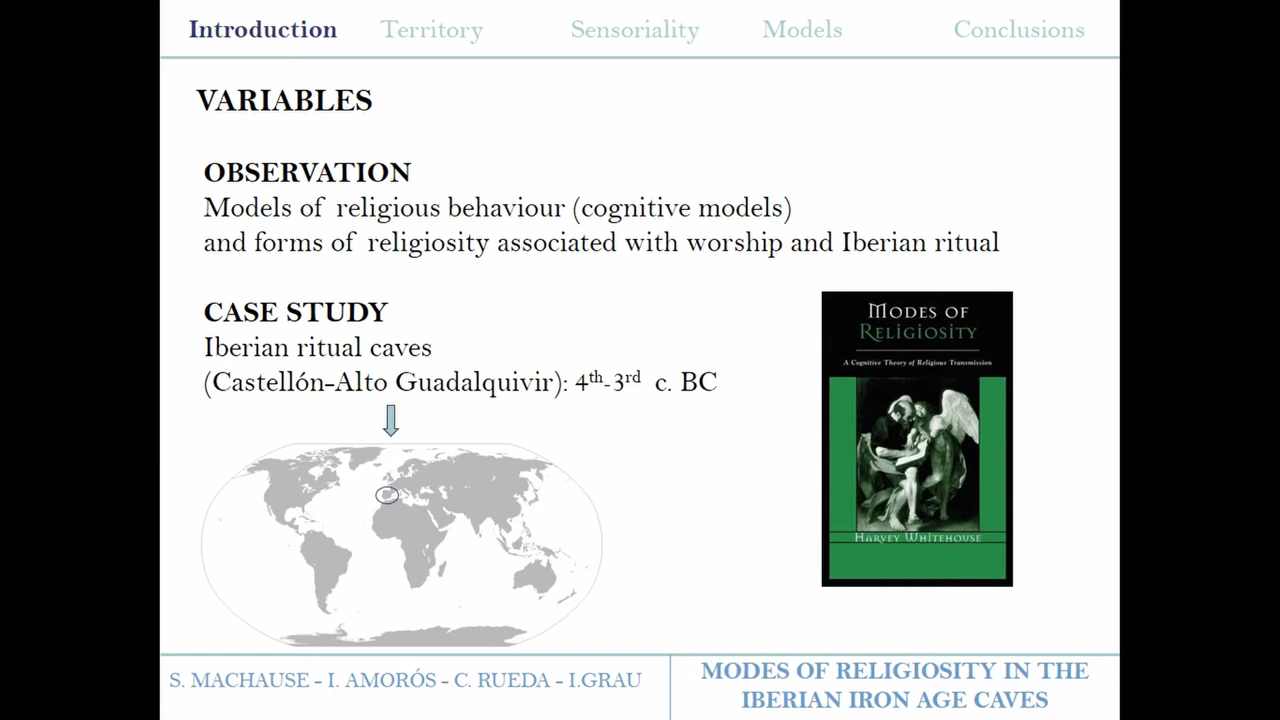 Introduction Territory Sensoriality Models Conclusions
VARIABLES
OBSERVATION
Models of religious behaviour (cognitive models)
and forms of religiosity associated with worship and Iberian ritual
CASE STUDY
Iberian ritual caves
(Castellón-Alto Guadalquivir): 4th-3rd c. BC
MODES OF
RELIGIOSITY
A Cognitive Theory of Religious Transmission
HARVEY WHITEHOUSE
S. MACHAUSE - I. AMORÓS - C. RUEDA - I.GRAU
MODES OF RELIGIOSITY IN THE
IBERIAN IRON AGE CAVES